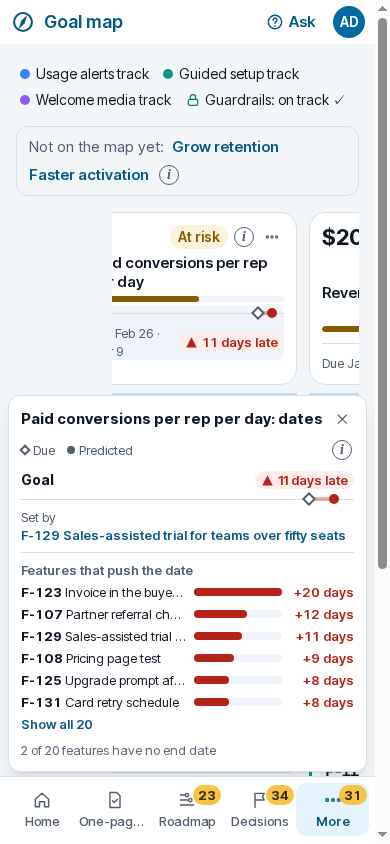 Goal map
Ask
AD
Usage alerts track
Guided setup track
Welcome media track
Guardrails: on track ✓
Not on the map yet: Grow retention
Faster activation
i
At risk
i
d conversions per rep
day
Feb 26 ·
9
▲ 11 days late
$20
Rever
Due Ja
Paid conversions per rep per day: dates
Due
Predicted
i
Goal
▲ 11 days late
Set by
F-129 Sales-assisted trial for teams over fifty seats
Features that push the date
F-123 Invoice in the buye… +20 days
F-107 Partner referral ch… +12 days
F-129 Sales-assisted trial … +11 days
F-108 Pricing page test +9 days
F-125 Upgrade prompt af… +8 days
F-131 Card retry schedule +8 days
Show all 20
2 of 20 features have no end date
23
34
31
Home
One-pag…
Roadmap
Decisions
More